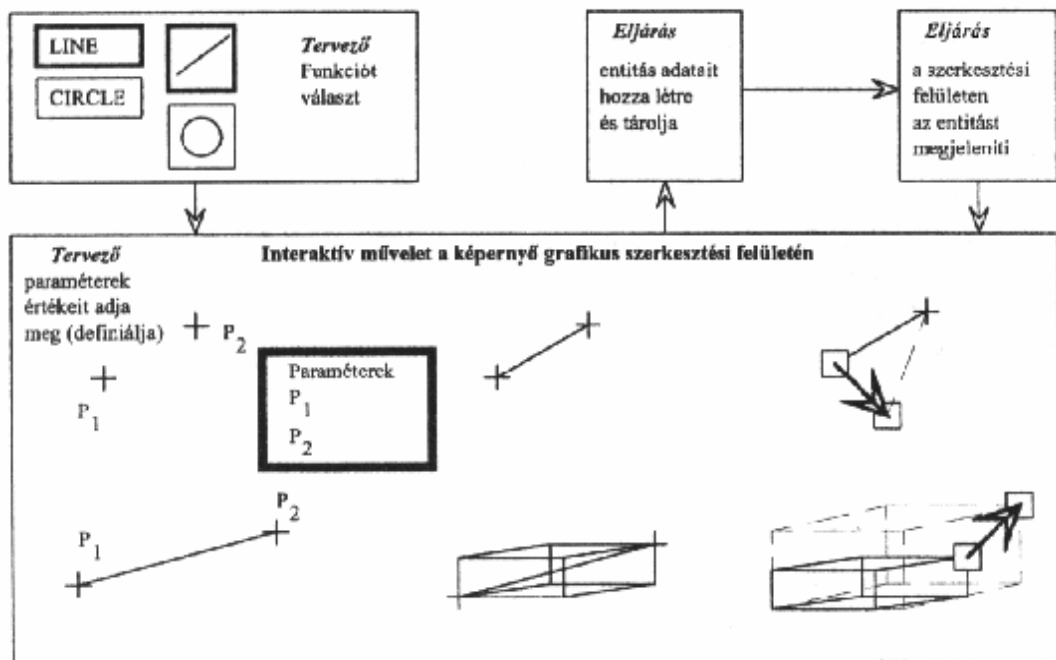 LINE
CIRCLE
Tervező
Funkciót
választ
Eljárás
entitás adatait
hozza létre
és tárolja
Eljárás
a szerkesztési
felületen
az entitást
megjeleníti
Tervező
paraméterek
értékeit adja
meg (definiálja)
Interaktív művelet a képernyő grafikus szerkesztési felületén
P2
P1
Paraméterek
P1
P2
P2
P1